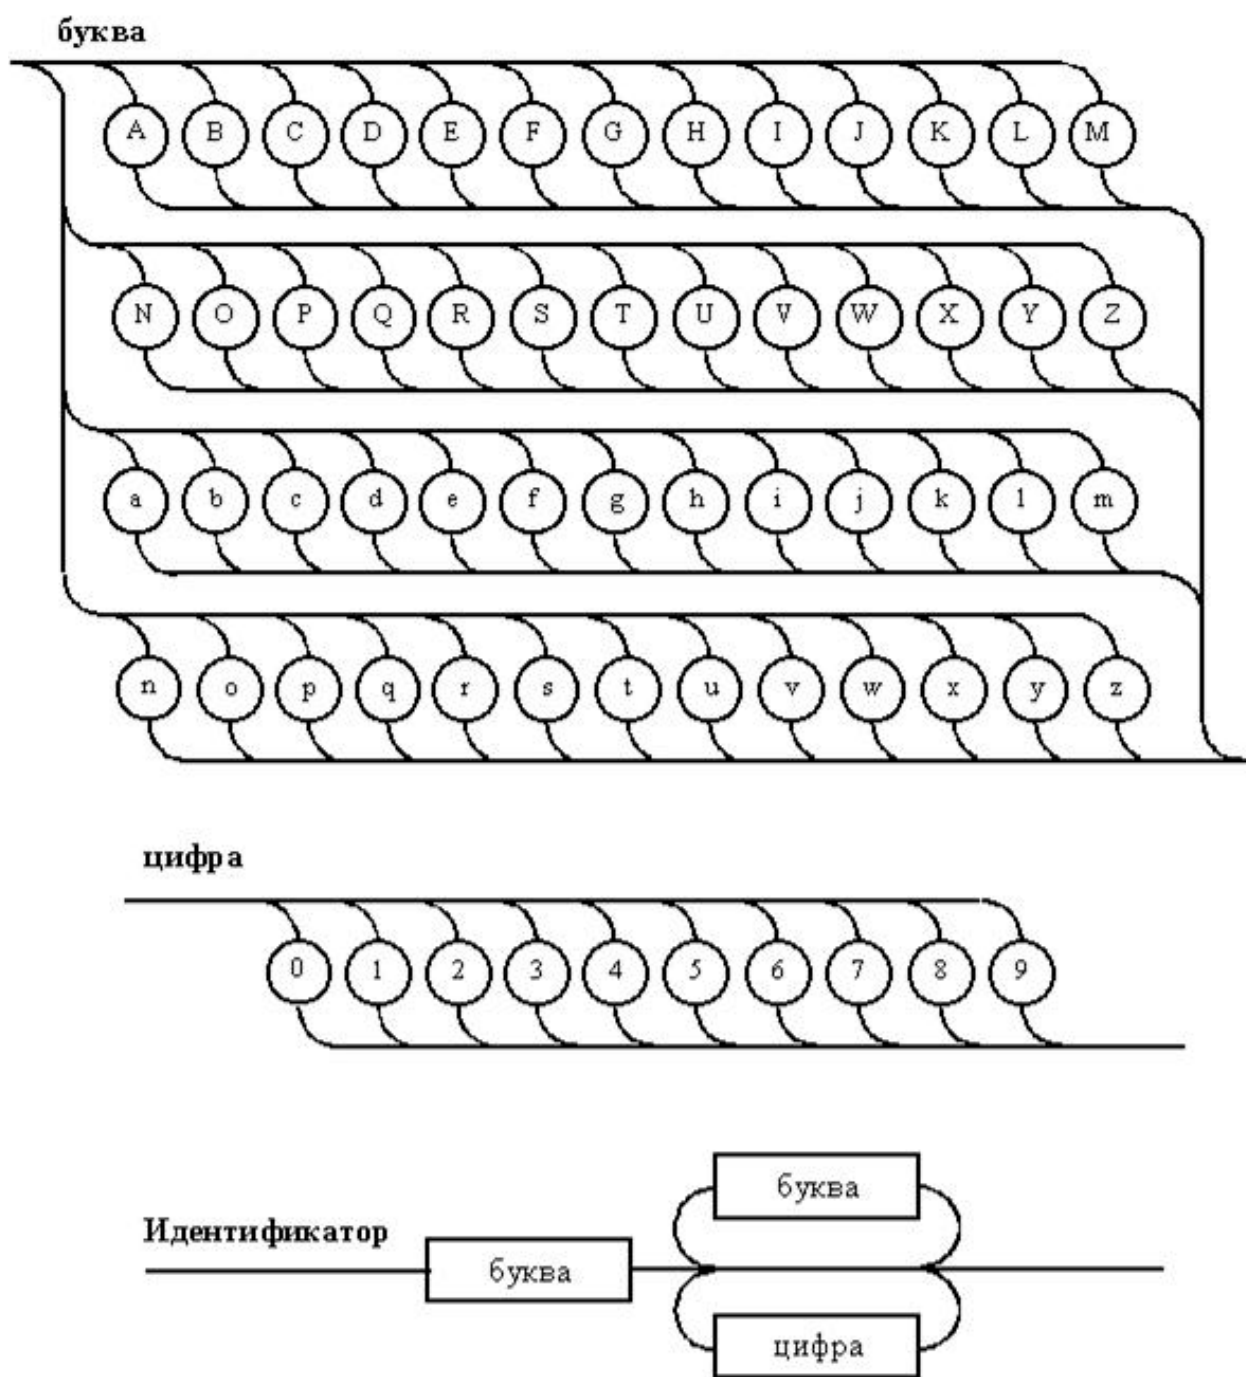 буква
A B C D E F G H I J K L M
N O P Q R S T U V W X Y Z
a b c d e f g h i j k l m
n o p q r s t u v w x y z
цифра
0 1 2 3 4 5 6 7 8 9
буква
Идентификатор
буква
цифра